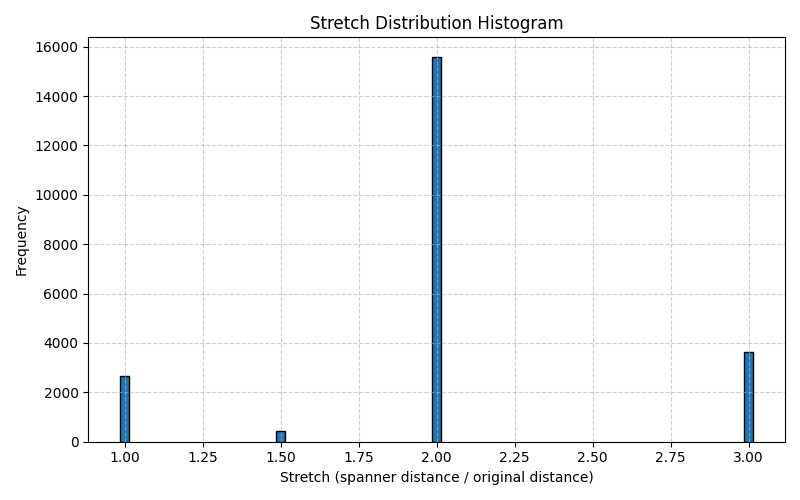 Stretch Distribution Histogram
16000
14000
12000
10000
8000
6000
4000
2000
0
Frequency
1.00 1.25 1.50 1.75 2.00 2.25 2.50 2.75 3.00
Stretch (spanner distance / original distance)